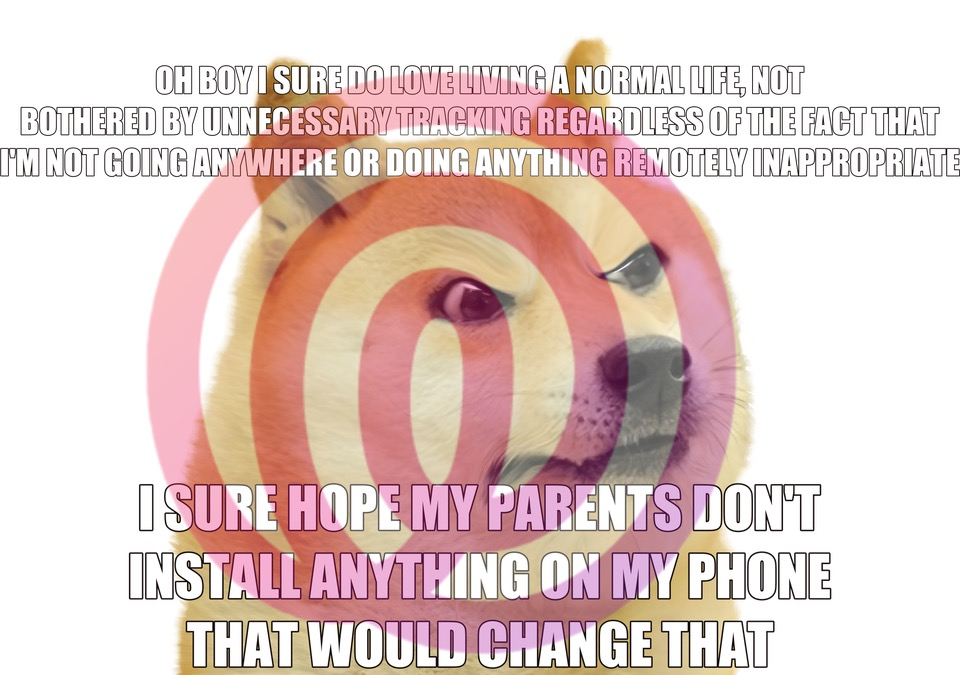 OH BOY I SURE DO LOVE LIVING A NORMAL LIFE, NOT
BOTHERED BY UNNECESSARY TRACKING REGARDLESS OF THE FACT THAT
I'M NOT GOING ANYWHERE OR DOING ANYTHING REMOTELY INAPPROPRIATE
I SURE HOPE MY PARENTS DON'T
INSTALL ANYTHING ON MY PHONE
THAT WOULD CHANGE THAT